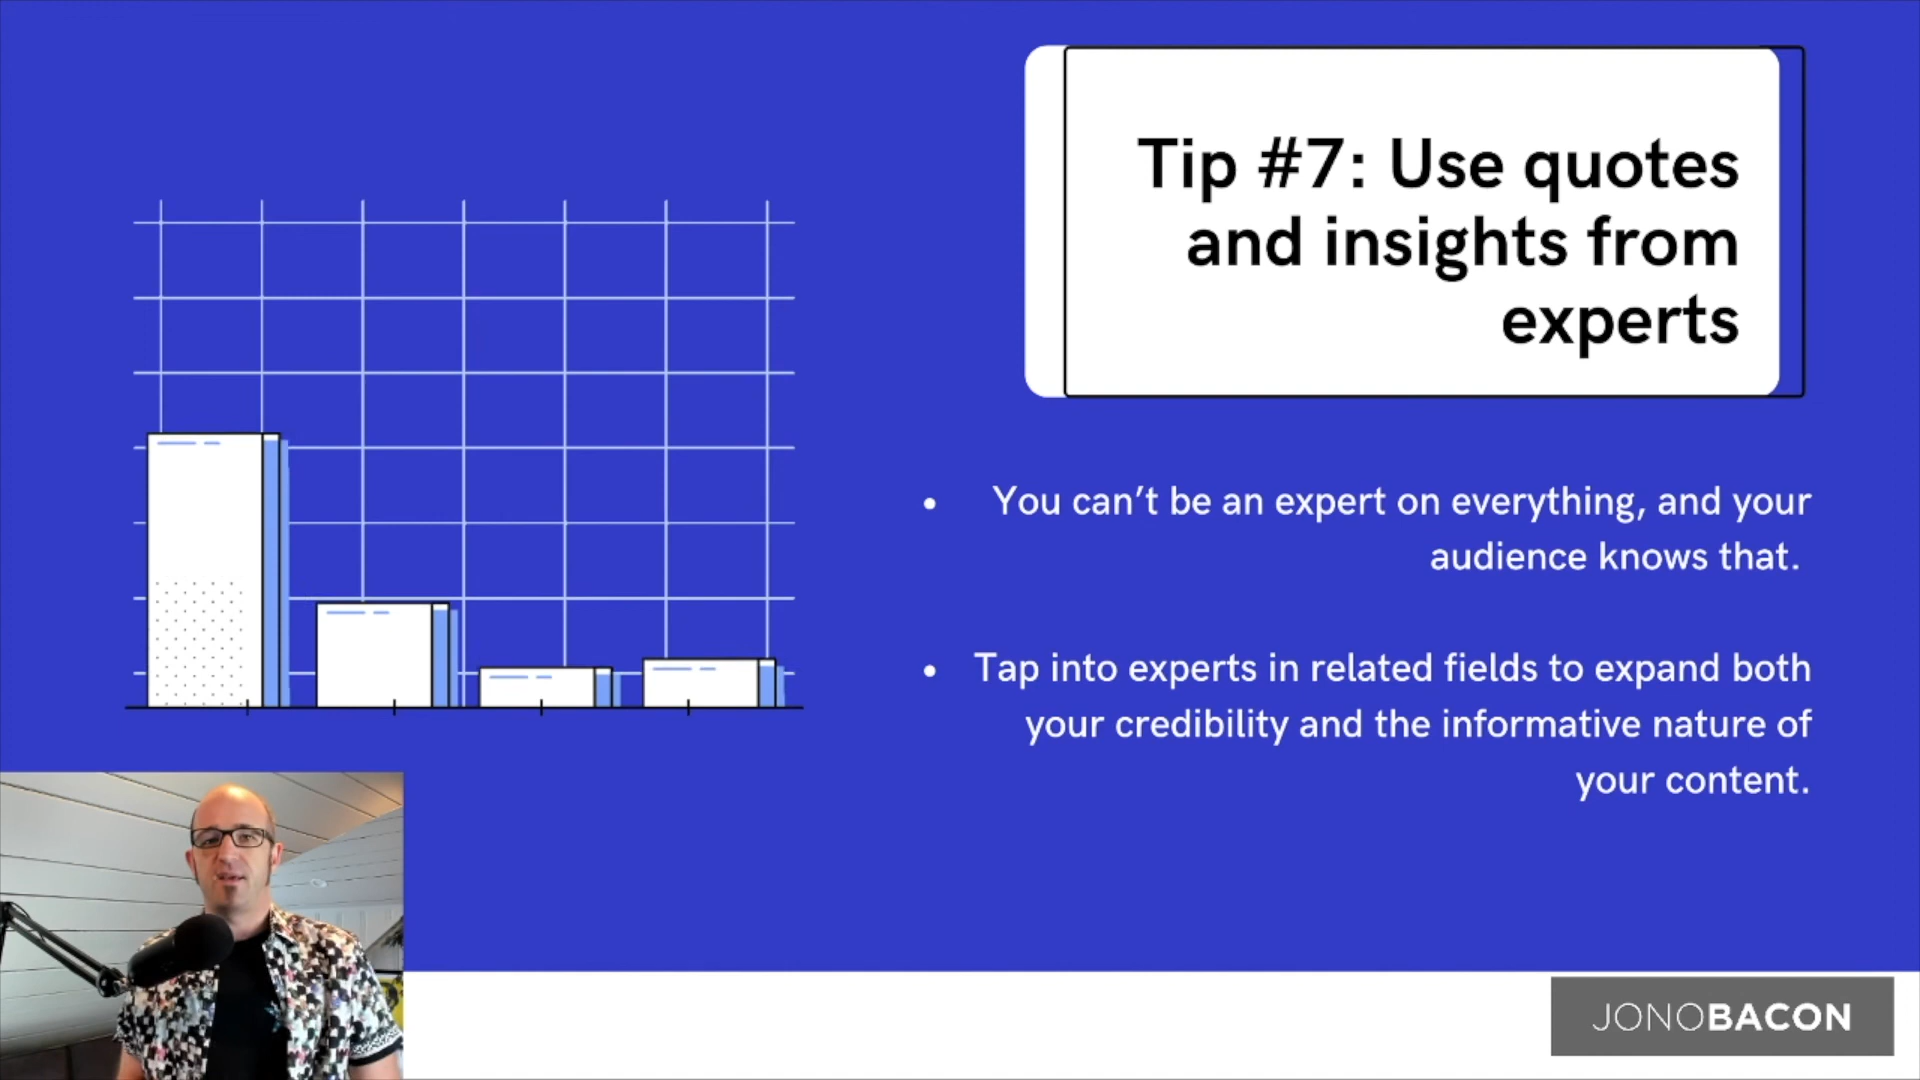 Tip #7: Use quotes
and insights from
experts
• You can’t be an expert on everything, and your
audience knows that.
• Tap into experts in related fields to expand both
your credibility and the informative nature of
your content.
JONOBACON